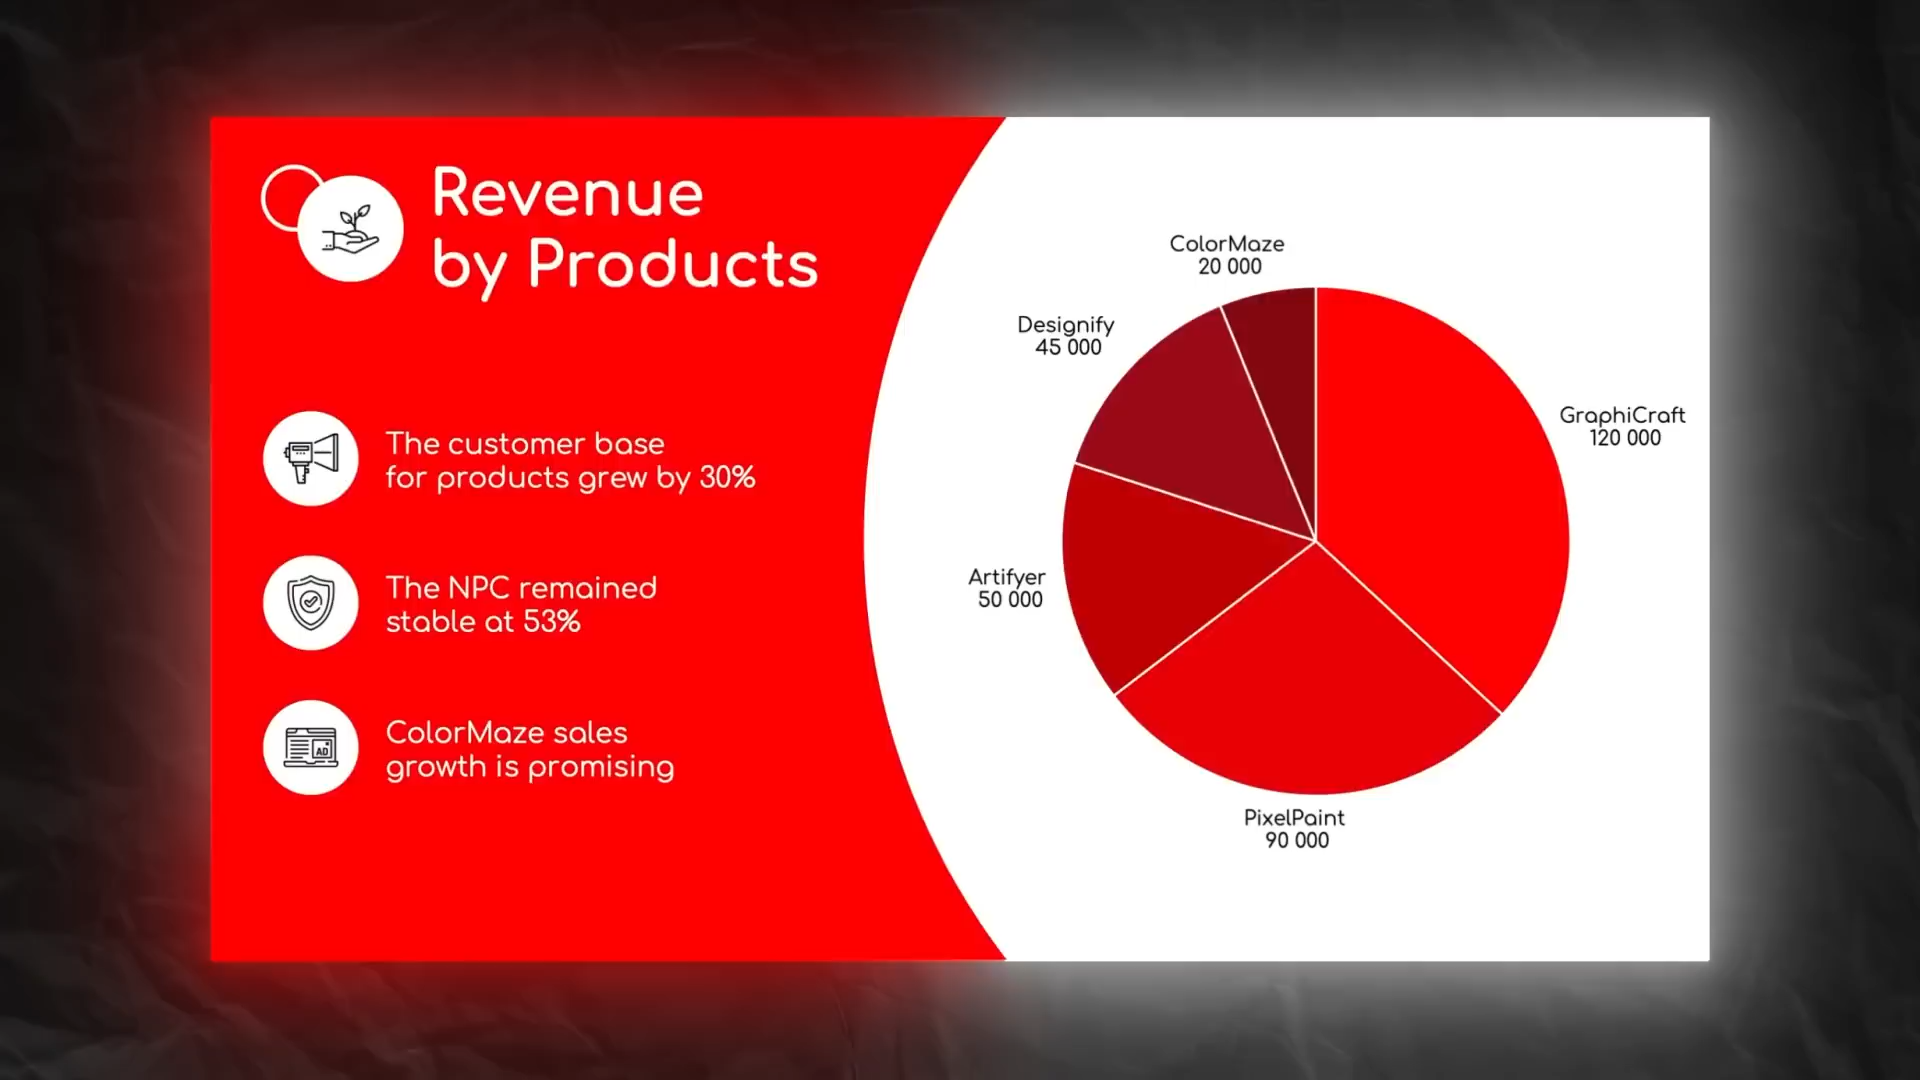 Revenue
by Products
The customer base
for products grew by 30%
The NPC remained
stable at 53%
AD
ColorMaze sales
growth is promising
ColorMaze
20 000
Designify
45 000
GraphiCraft
120 000
Artifyer
50 000
PixelPaint
90 000